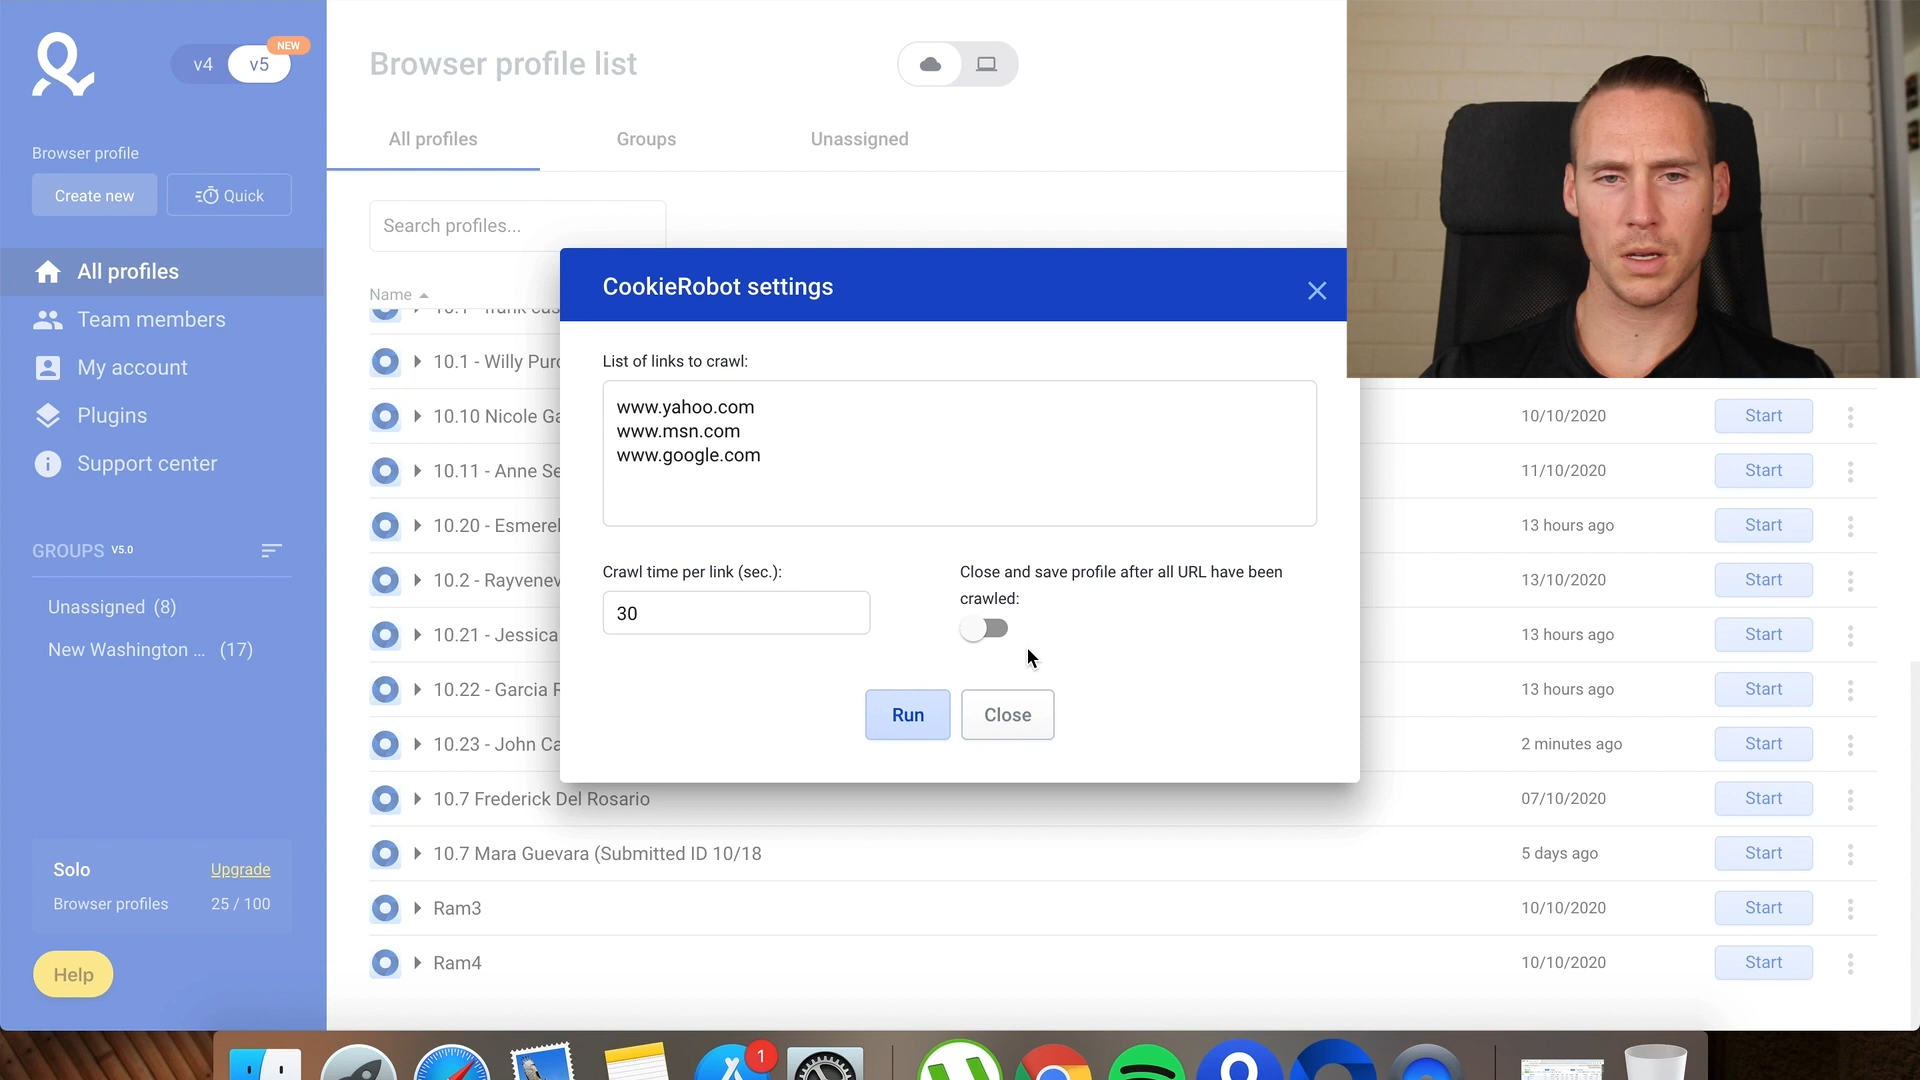 v4
v5
NEW
Browser profile
Create new
Quick
All profiles
Team members
My account
Plugins
Support center
GROUPS V5.0
Unassigned (8)
New Washington ... (17)
Solo
Upgrade
Browser profiles
25 / 100
Help
Browser profile list
All profiles
Groups
Unassigned
Search profiles...
Name
10.1 - Willy Purc
10.10 Nicole Ga
10/10/2020
Start
10.11 - Anne Se
11/10/2020
Start
10.20 - Esmerel
13 hours ago
Start
10.2 - Rayvenev
13/10/2020
Start
10.21 - Jessica
13 hours ago
Start
10.22 - Garcia R
13 hours ago
Start
10.23 - John Ca
2 minutes ago
Start
10.7 Frederick Del Rosario
07/10/2020
Start
10.7 Mara Guevara (Submitted ID 10/18
5 days ago
Start
Ram3
10/10/2020
Start
Ram4
10/10/2020
Start
CookieRobot settings
List of links to crawl:
www.yahoo.com
www.msn.com
www.google.com
Crawl time per link (sec.):
30
Close and save profile after all URL have been
crawled:
Run
Close
1